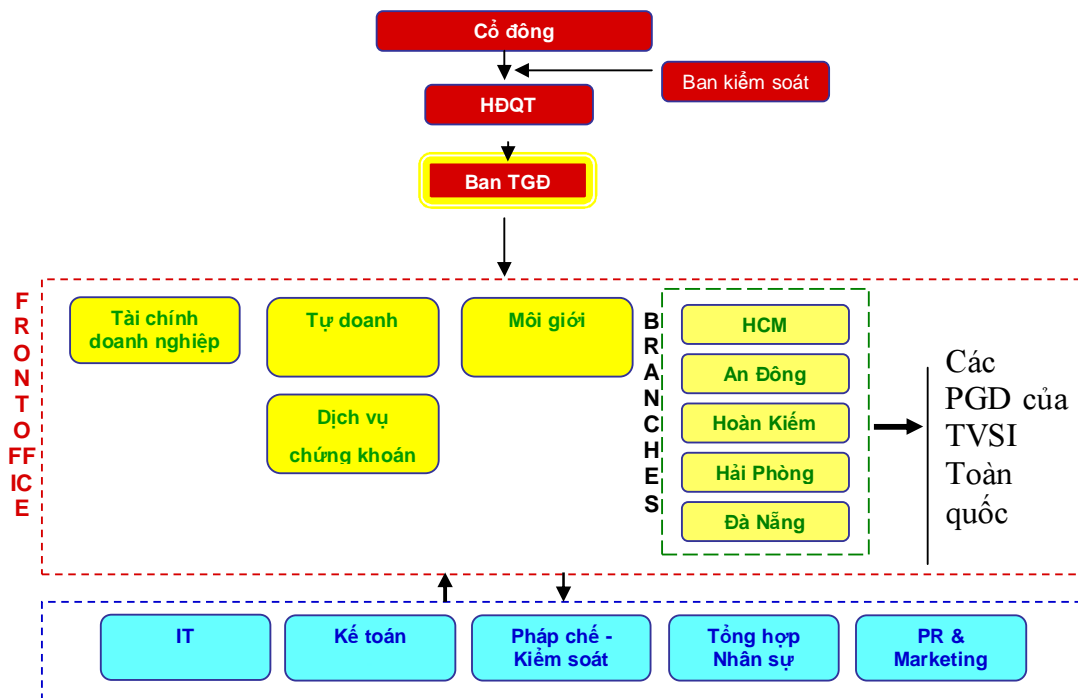 Cổ đông
Ban kiểm soát
HĐQT
Ban TGĐ
FRONT OFFICE
Tài chính
doanh nghiệp
Tự doanh
Môi giới
Dịch vụ
chứng khoán
BRANCHES
HCM
An Đông
Hoàn Kiếm
Hải Phòng
Đà Nẵng
Các
PGD của
TVSI
Toàn
quốc
IT
Kế toán
Pháp chế -
Kiểm soát
Tổng hợp
Nhân sự
PR &
Marketing